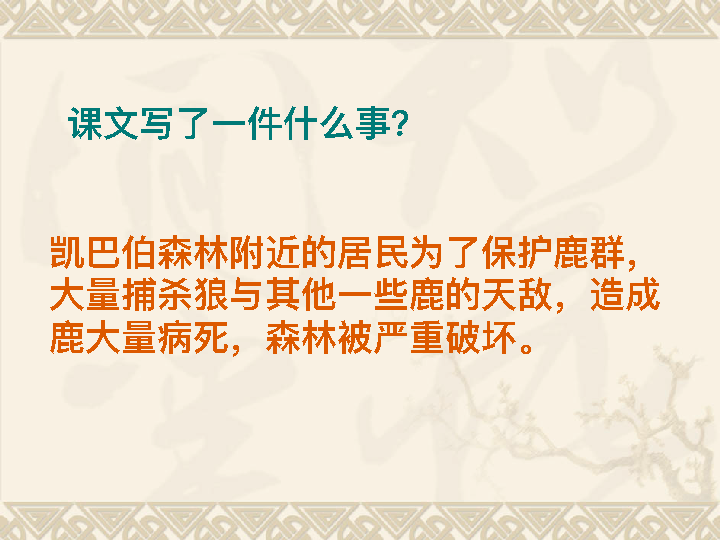 课文写了一件什么事?
凯巴伯森林附近的居民为了保护鹿群，
大量捕杀狼与其他一些鹿的天敌，造成
鹿大量病死，森林被严重破坏。